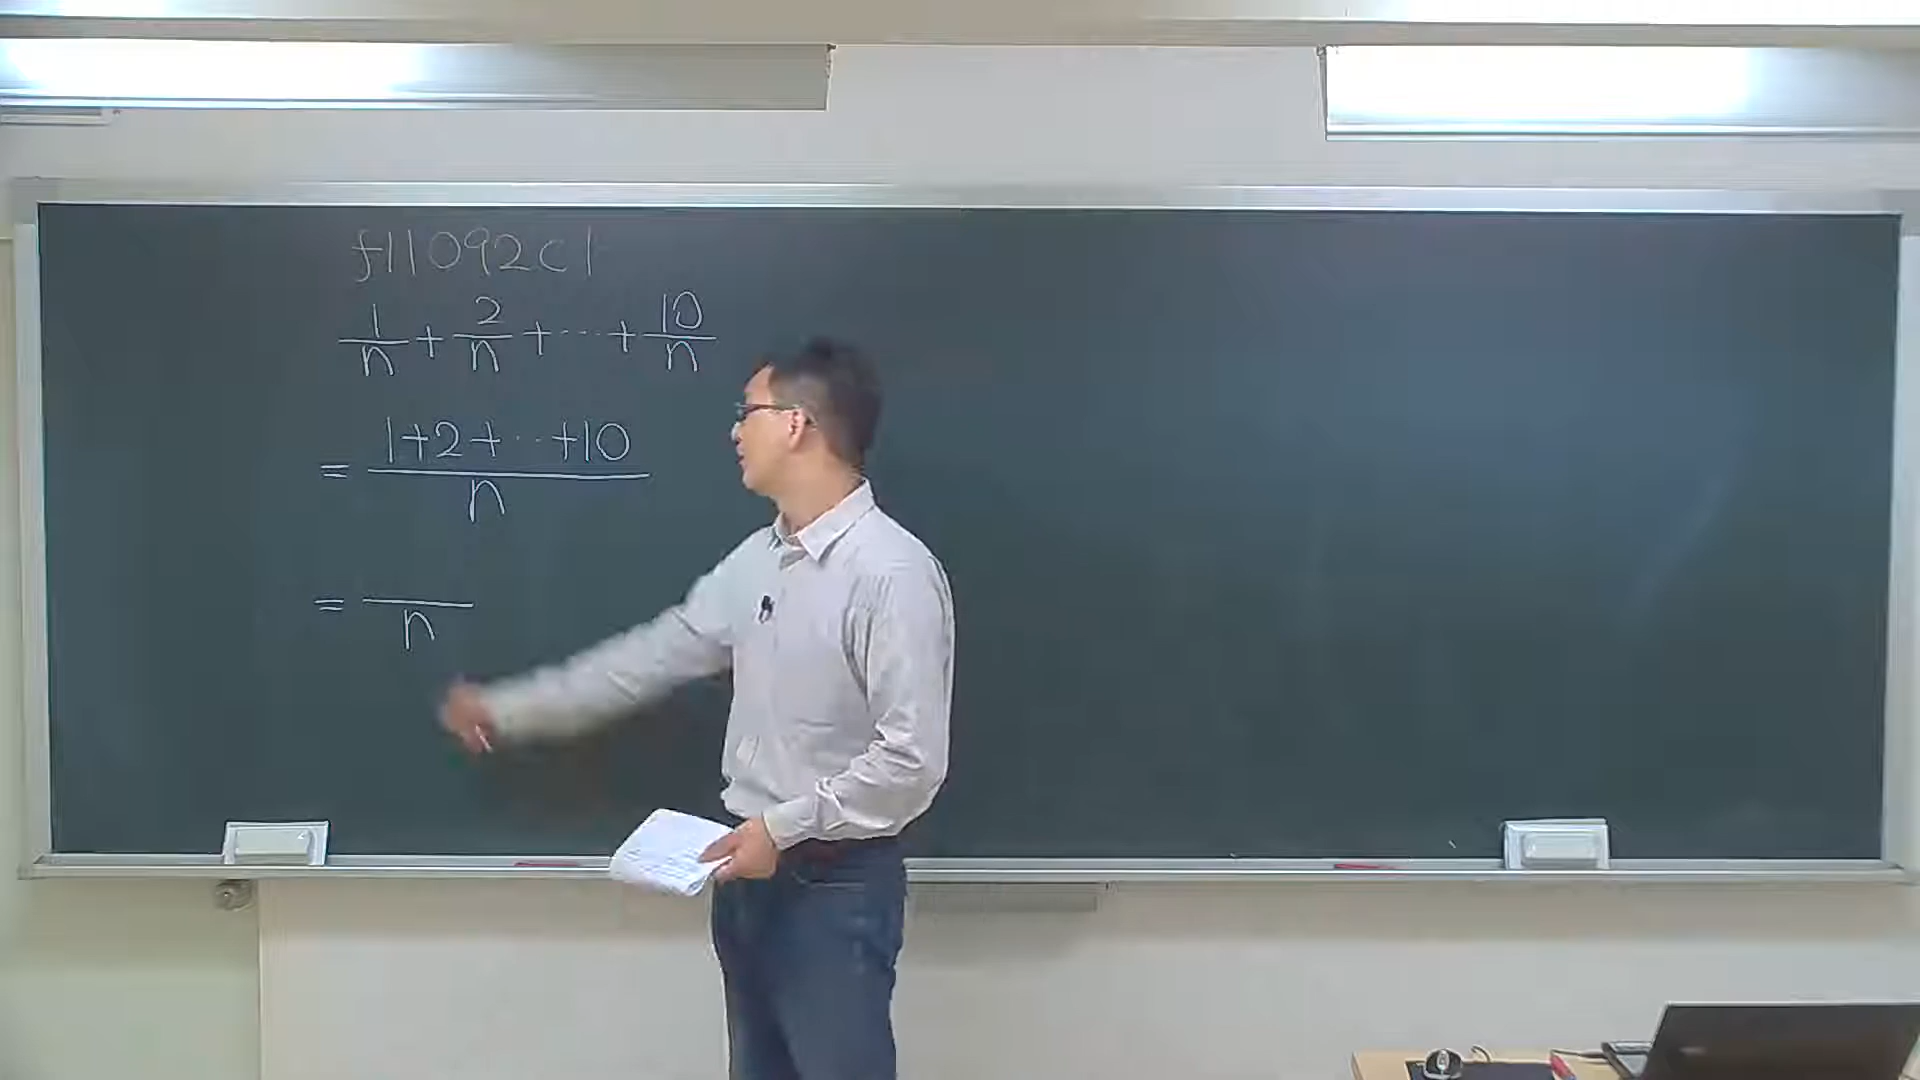 f11092c1
1/n + 2/n + ... + 10/n
= (1+2+...+10)/n
= /n